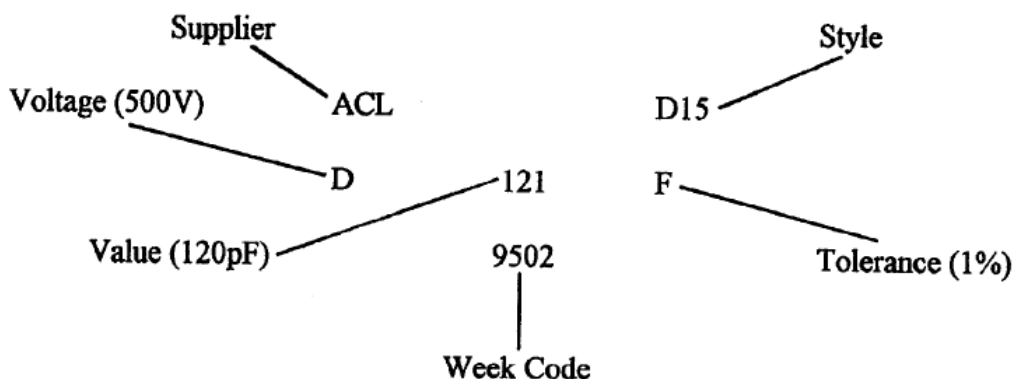 Supplier
Style
Voltage (500V)
ACL
D15
D
121
F
Value (120pF)
9502
Tolerance (1%)
Week Code